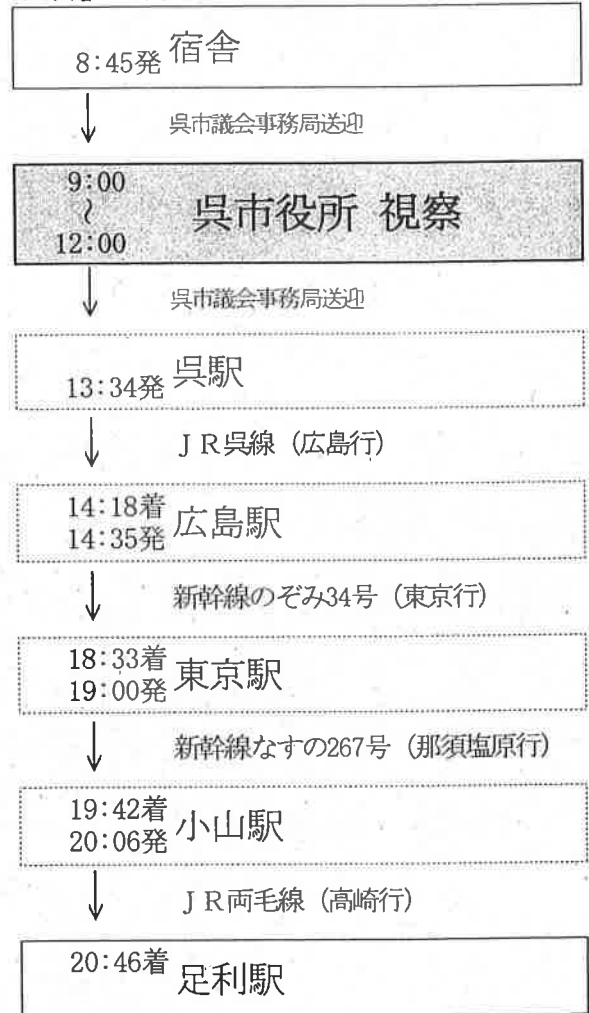 宿舎
8:45発
呉市議会事務局送迎
9:00
~
12:00
呉市役所 視察
呉市議会事務局送迎
呉駅
13:34発
JR呉線（広島行）
14:18着
14:35発
広島駅
新幹線のぞみ34号（東京行）
18:33着
19:00発
東京駅
新幹線なすの267号（那須塩原行）
19:42着
20:06発
小山駅
JR両毛線（高崎行）
20:46着
足利駅